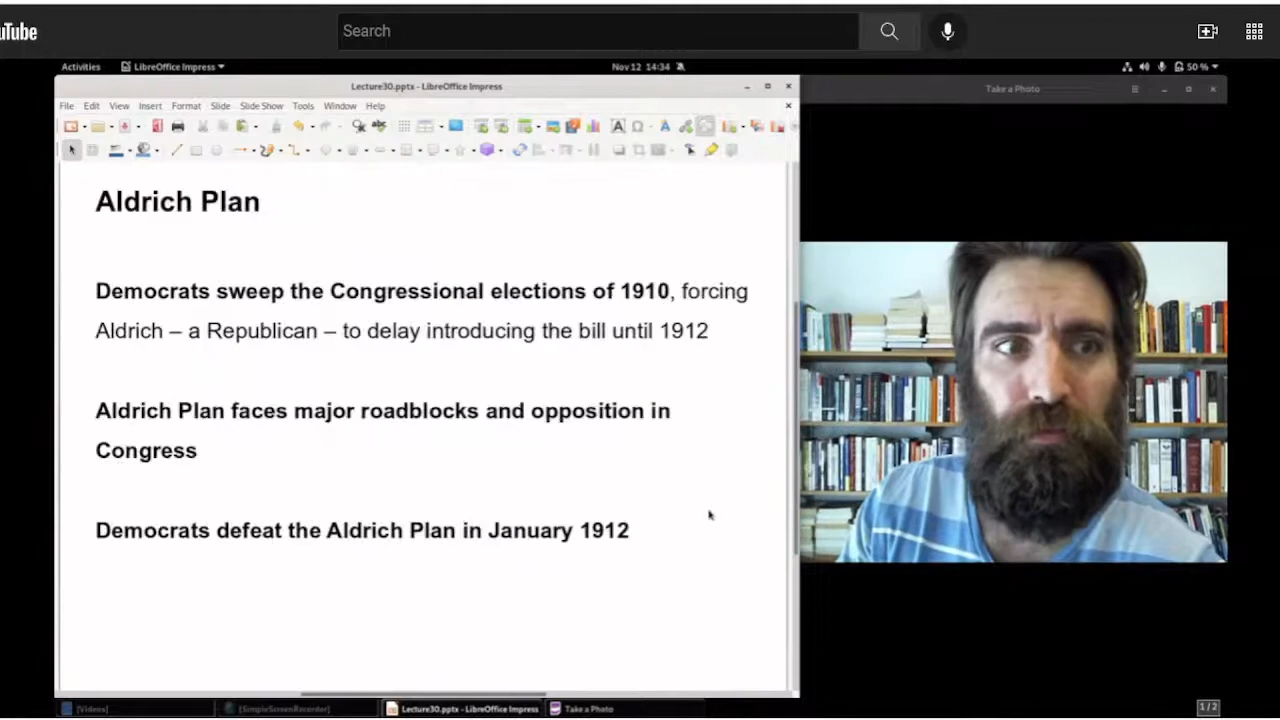 uTube
Search
Activities
LibreOffice Impress
Nov 12 14:34
50 %
Lecture30.pptx - LibreOffice Impress
Take a Photo
File Edit View Insert Format Slide Slide Show Tools Window Help
Aldrich Plan
Democrats sweep the Congressional elections of 1910, forcing
Aldrich – a Republican – to delay introducing the bill until 1912
Aldrich Plan faces major roadblocks and opposition in
Congress
Democrats defeat the Aldrich Plan in January 1912
[Videos]
[SimpleScreenRecorder]
Lecture30.pptx - LibreOffice Impress
Take a Photo
1 / 2